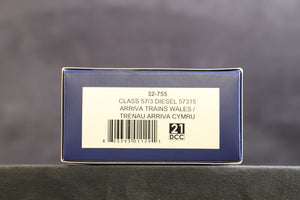 32-755
CLASS 57/3 DIESEL 57315
ARRIVA TRAINS WALES /
TRENAU ARRIVA CYMRU
21
DCC